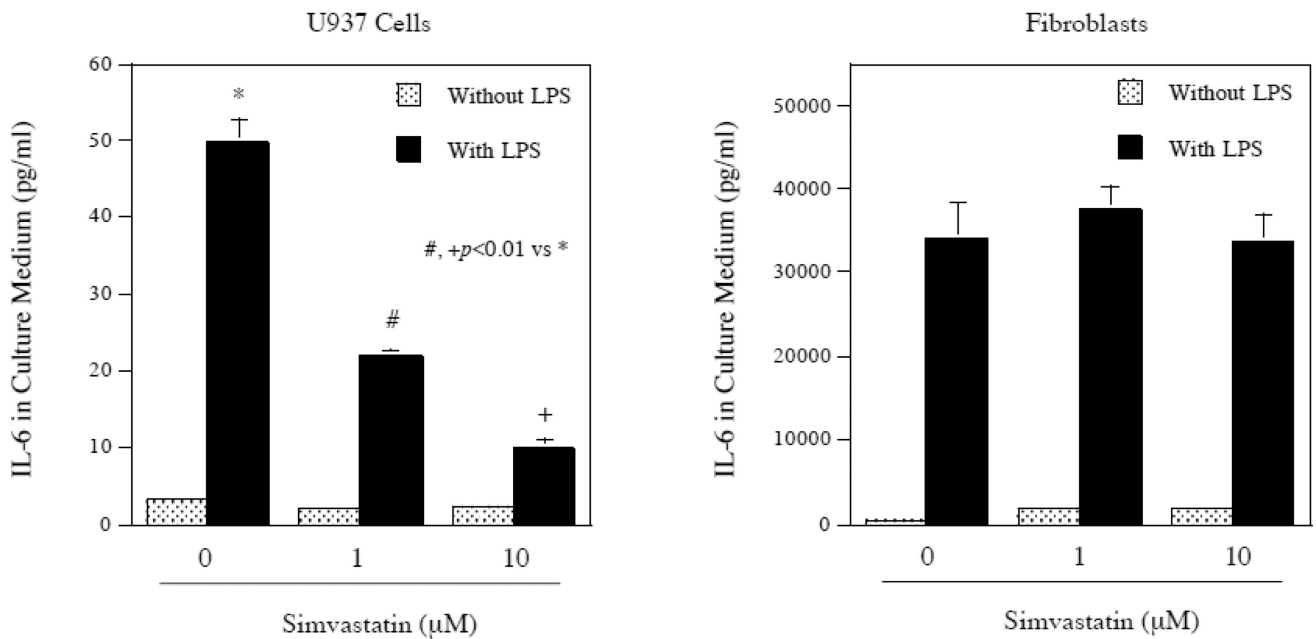 U937 Cells
IL-6 in Culture Medium (pg/ml)
60
50
40
30
20
10
0
*
#
+
Without LPS
With LPS
#, +p<0.01 vs *
0 1 10
Simvastatin (μM)
Fibroblasts
IL-6 in Culture Medium (pg/ml)
50000
40000
30000
20000
10000
0
Without LPS
With LPS
0 1 10
Simvastatin (μM)